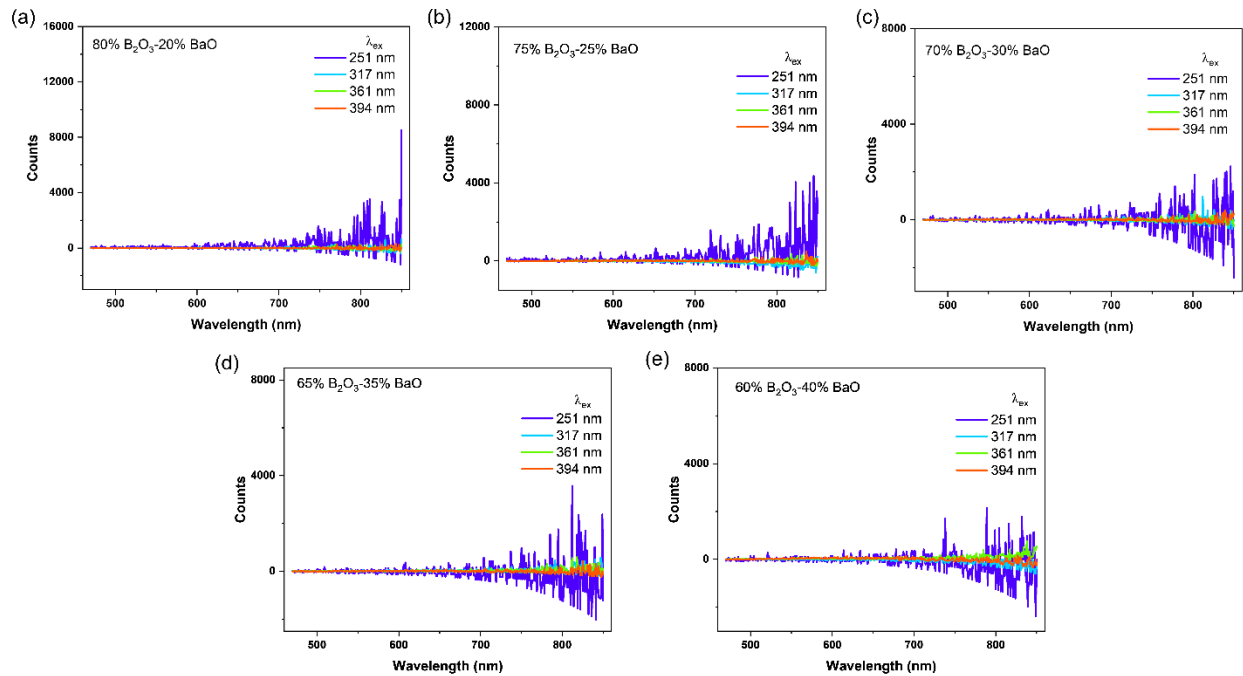 (a)
80% B₂O₃-20% BaO
λₑₓ
251 nm
317 nm
361 nm
394 nm
16000
12000
8000
4000
0
Counts
500
600
700
800
Wavelength (nm)
(b)
75% B₂O₃-25% BaO
λₑₓ
251 nm
317 nm
361 nm
394 nm
12000
8000
4000
0
Counts
500
600
700
800
Wavelength (nm)
(c)
70% B₂O₃-30% BaO
λₑₓ
251 nm
317 nm
361 nm
394 nm
8000
4000
0
Counts
500
600
700
800
Wavelength (nm)
(d)
65% B₂O₃-35% BaO
λₑₓ
251 nm
317 nm
361 nm
394 nm
8000
4000
0
Counts
500
600
700
800
Wavelength (nm)
(e)
60% B₂O₃-40% BaO
λₑₓ
251 nm
317 nm
361 nm
394 nm
8000
4000
0
Counts
500
600
700
800
Wavelength (nm)